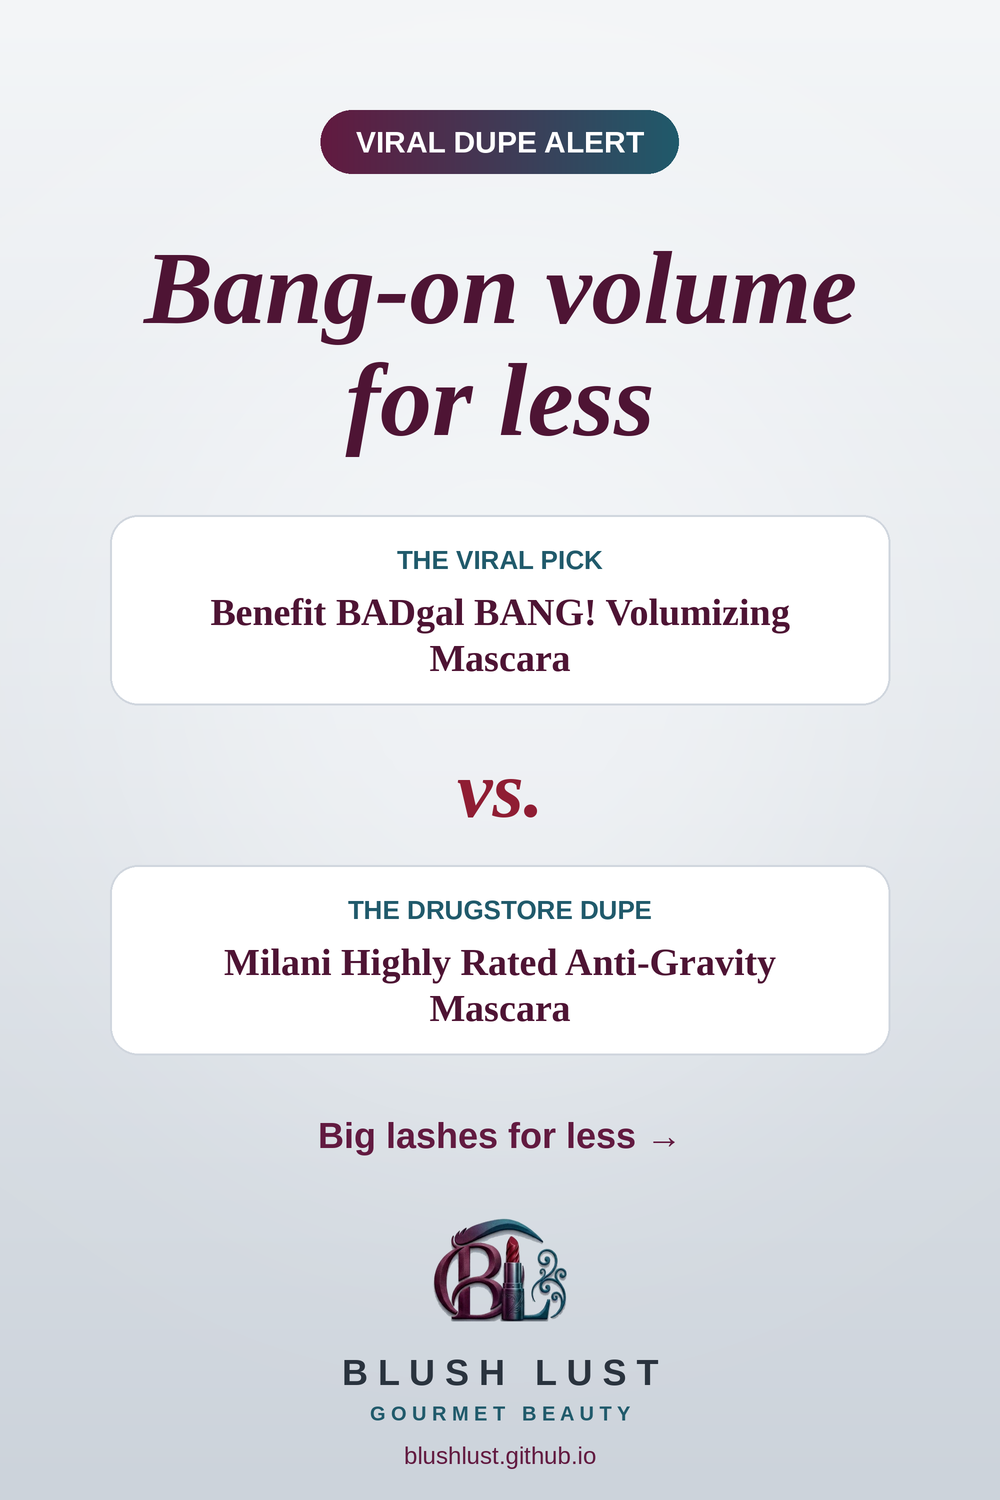 VIRAL DUPE ALERT
Bang-on volume
for less
THE VIRAL PICK
Benefit BADgal BANG! Volumizing
Mascara
vs.
THE DRUGSTORE DUPE
Milani Highly Rated Anti-Gravity
Mascara
Big lashes for less →
BL
BLUSH LUST
GOURMET BEAUTY
blushlust.github.io